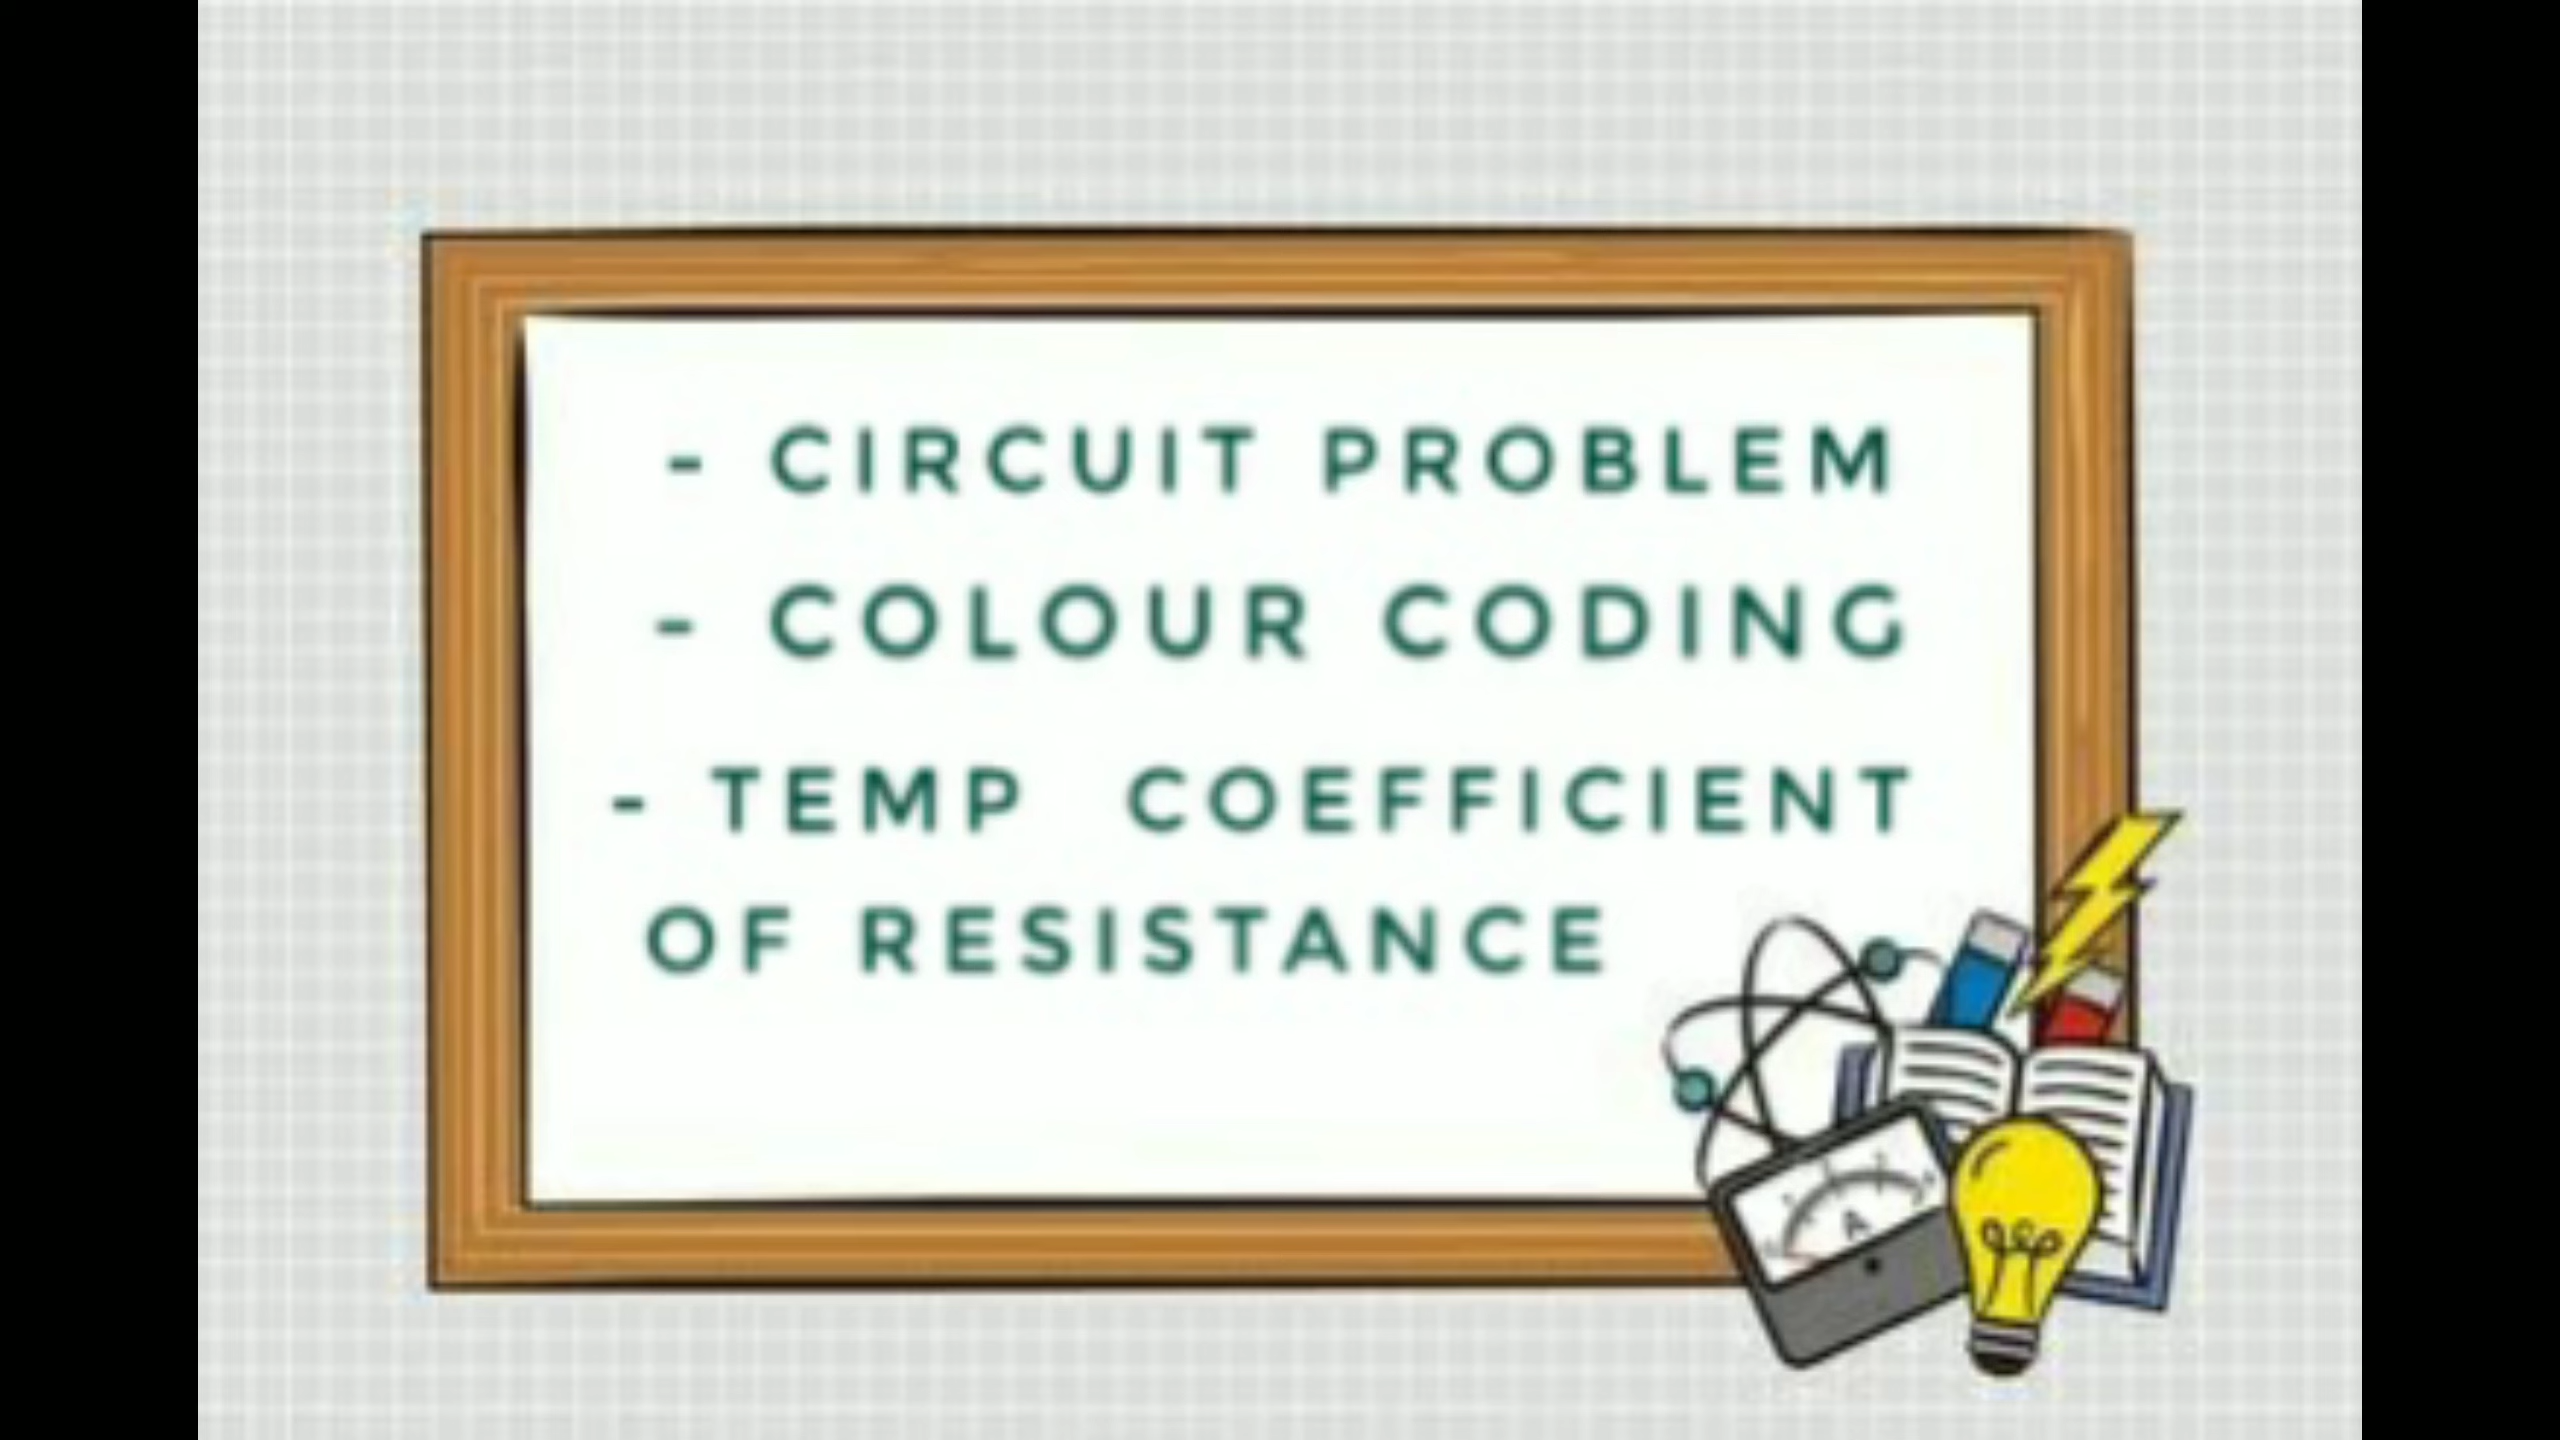 - CIRCUIT PROBLEM
- COLOUR CODING
- TEMP COEFFICIENT
OF RESISTANCE
A